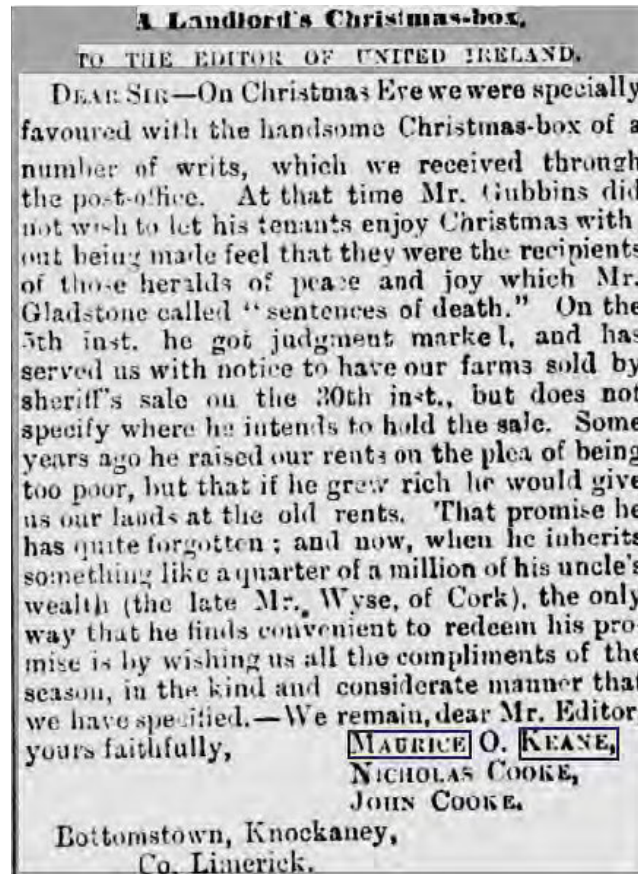 A Landlord's Christmas-box.
TO THE EDITOR OF UNITED IRELAND.
DEAR SIR—On Christmas Eve we were specially
favoured with the handsome Christmas-box of a
number of writs, which we received through
the post-office. At that time Mr. Gubbins did
not wish to let his tenants enjoy Christmas with
out being made feel that they were the recipients
of those heralds of peace and joy which Mr.
Gladstone called "sentences of death." On the
5th inst. he got judgment marked, and has
served us with notice to have our farms sold by
sheriff's sale on the 30th inst., but does not
specify where he intends to hold the sale. Some
years ago he raised our rents on the plea of being
too poor, but that if he grew rich he would give
us our lands at the old rents. That promise he
has quite forgotten; and now, when he inherits
something like a quarter of a million of his uncle's
wealth (the late Mr. Wyse, of Cork), the only
way that he finds convenient to redeem his pro-
mise is by wishing us all the compliments of the
season, in the kind and considerate manner that
we have specified.—We remain, dear Mr. Editor
yours faithfully, MAURICE O. KEANE,
NICHOLAS COOKE,
JOHN COOKE.
Bottomstown, Knockaney,
Co. Limerick.